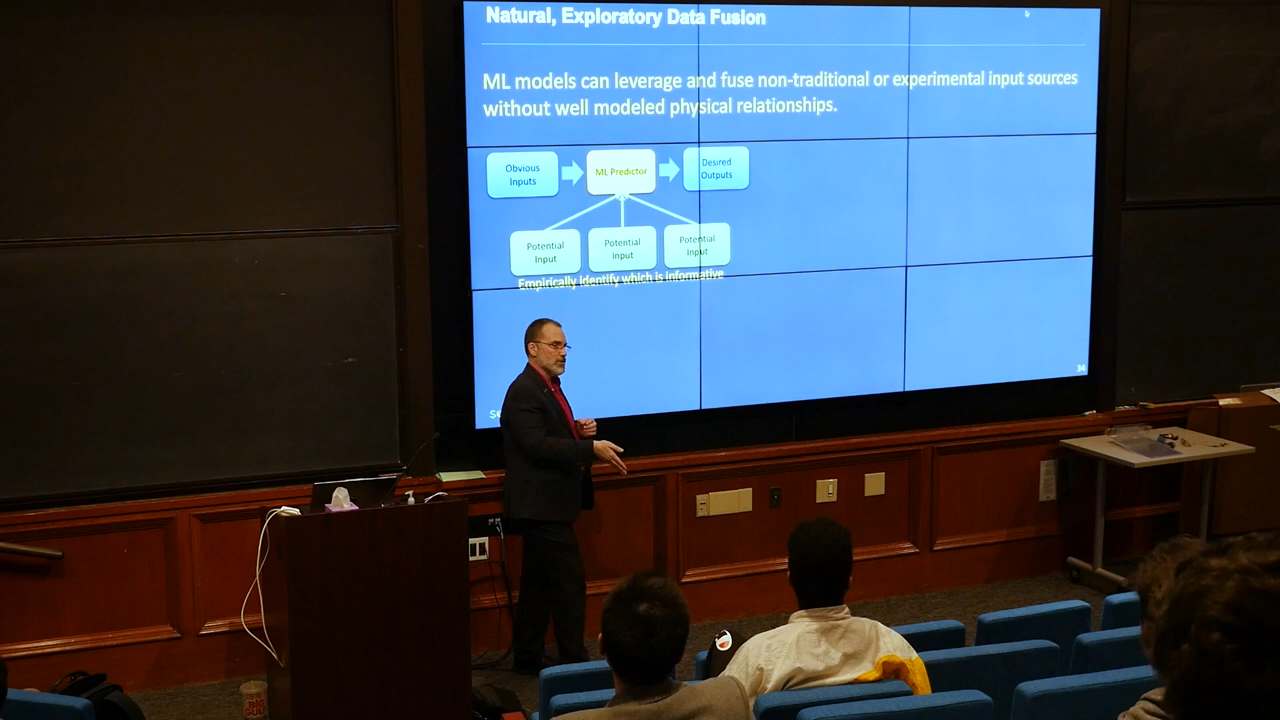 Natural, Exploratory Data Fusion
ML models can leverage and fuse non-traditional or experimental input sources
without well modeled physical relationships.
Obvious
Inputs
ML Predictor
Desired
Outputs
Potential
Input
Potential
Input
Potential
Input
Empirically identify which is informative
34